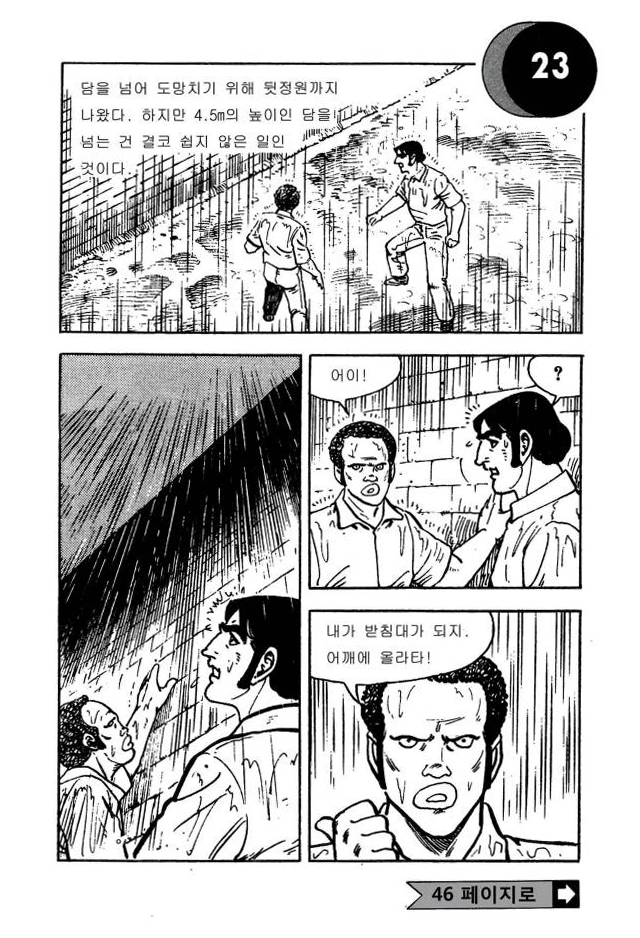 23
담을 넘어 도망치기 위해 뒷정원까지
나왔다. 하지만 4.5m의 높이인 담을
넘는 건 결코 쉽지 않은 일인
것이다.
어이!
?
내가 받침대가 되지.
어깨에 올라타!
46 페이지로